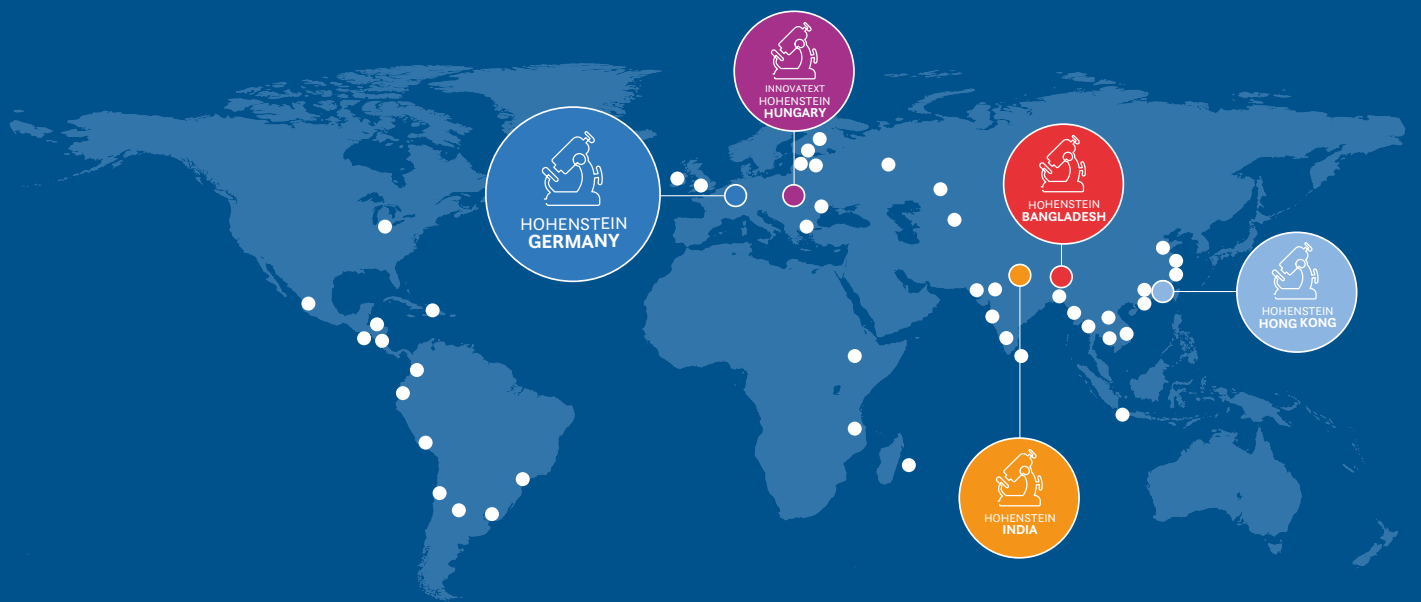 INNOVATEXT
HOHENSTEIN
HUNGARY
HOHENSTEIN
GERMANY
HOHENSTEIN
BANGLADESH
HOHENSTEIN
HONG KONG
HOHENSTEIN
INDIA